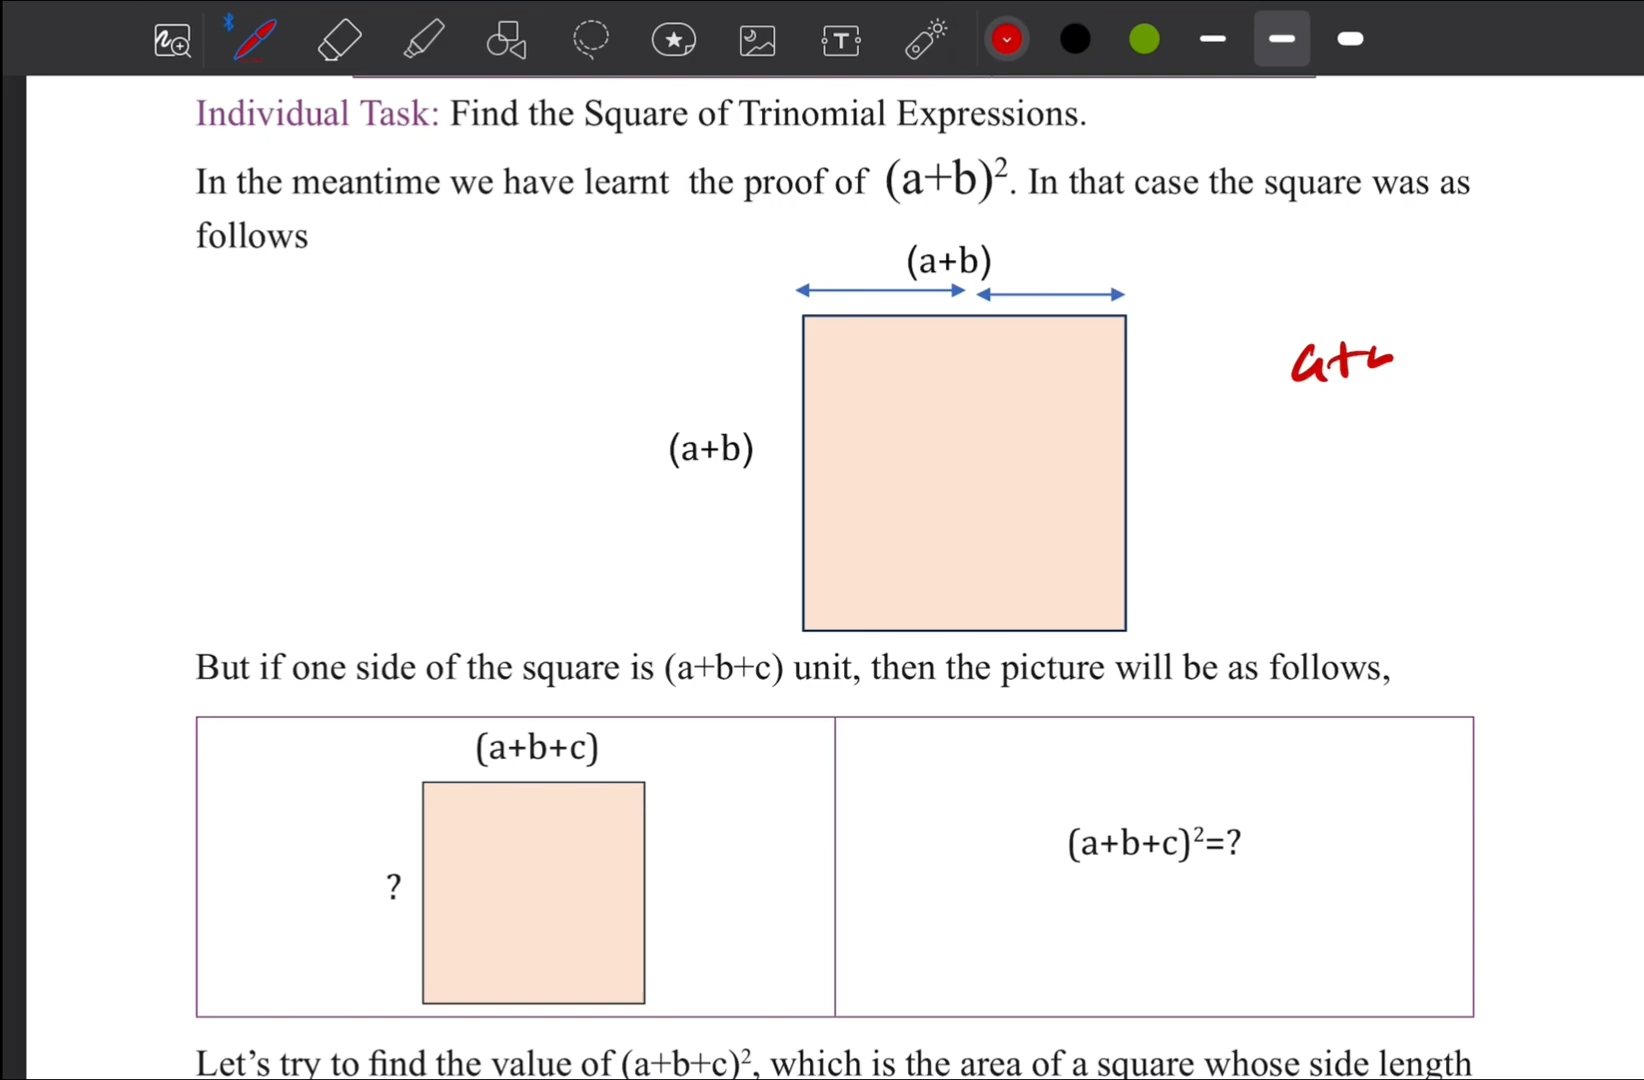 Individual Task: Find the Square of Trinomial Expressions.
In the meantime we have learnt the proof of (a+b)². In that case the square was as
follows
(a+b)
a+
(a+b)
But if one side of the square is (a+b+c) unit, then the picture will be as follows,
(a+b+c)
(a+b+c)²=?
?
Let’s try to find the value of (a+b+c)², which is the area of a square whose side length